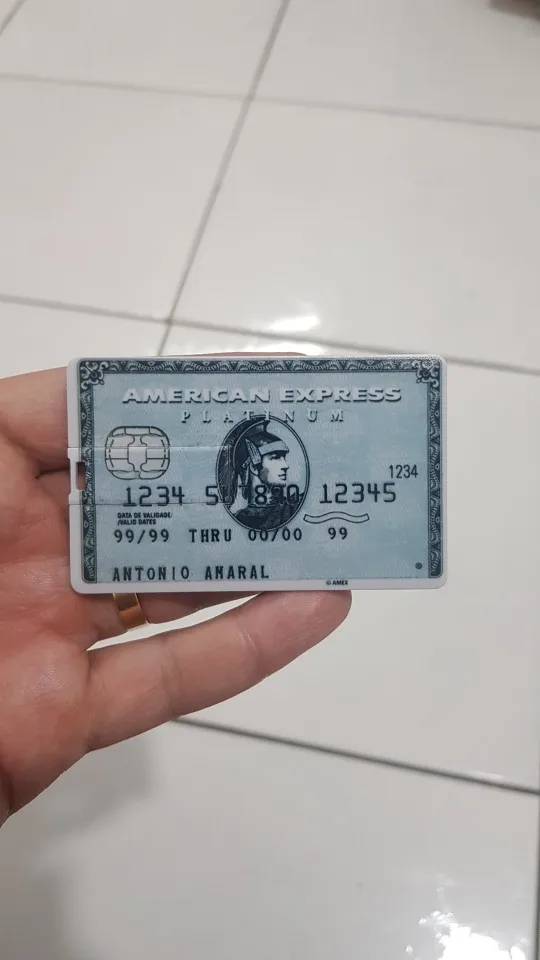 AMERICAN EXPRESS
PLATINUM
1234
1234 567890 12345
DATA DE VALIDADE
/VALID DATES
99/99 THRU 00/00 99
ANTONIO AMARAL
© AMEX